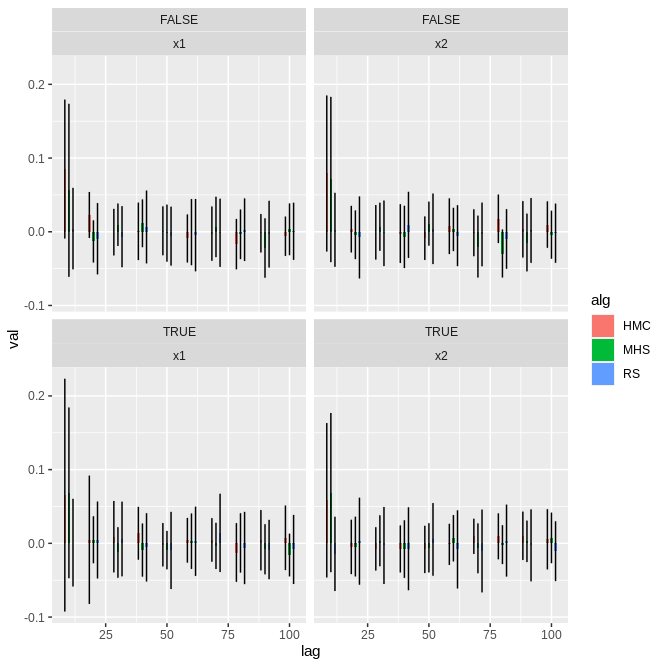 FALSE
FALSE
x1
x2
0.2
0.1
0.0
-0.1
TRUE
TRUE
x1
x2
0.2
0.1
0.0
-0.1
25
50
75
100
25
50
75
100
lag
val
alg
HMC
MHS
RS